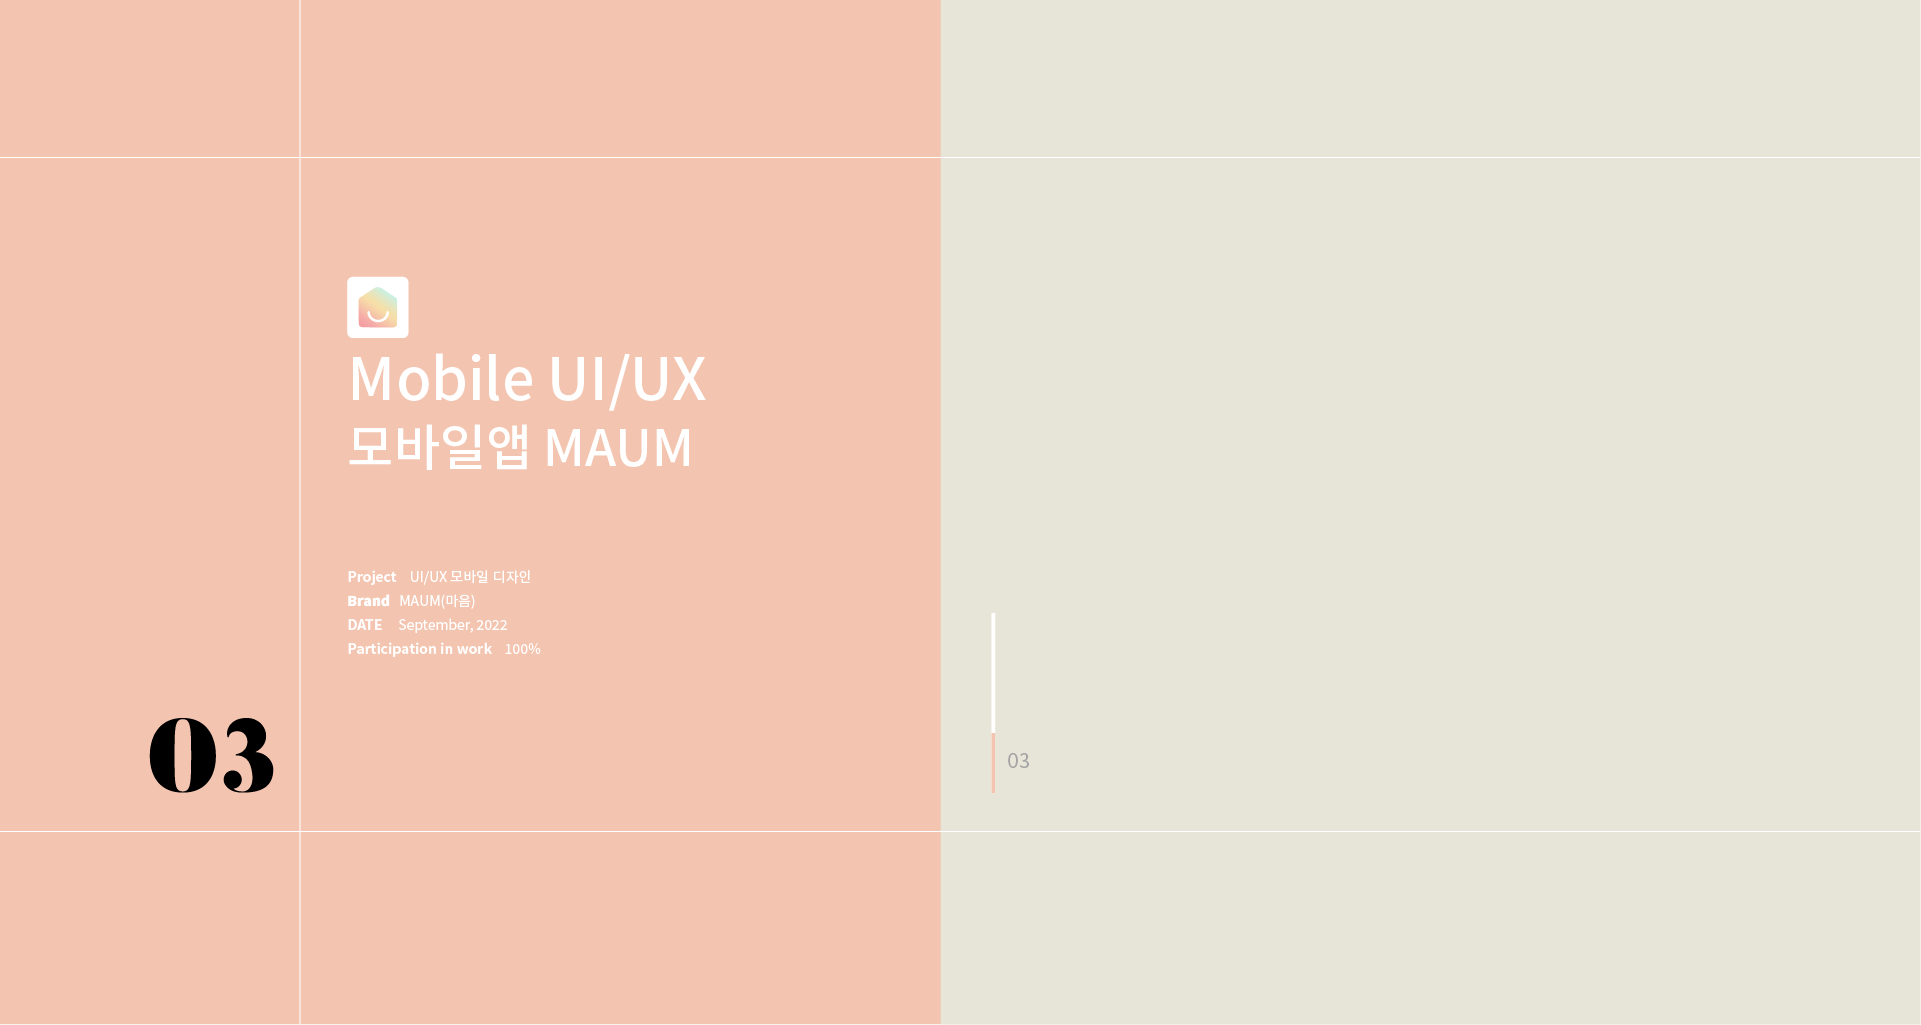 Mobile UI/UX
모바일앱 MAUM
Project UI/UX 모바일 디자인
Brand MAUM(마음)
DATE September, 2022
Participation in work 100%
03
03